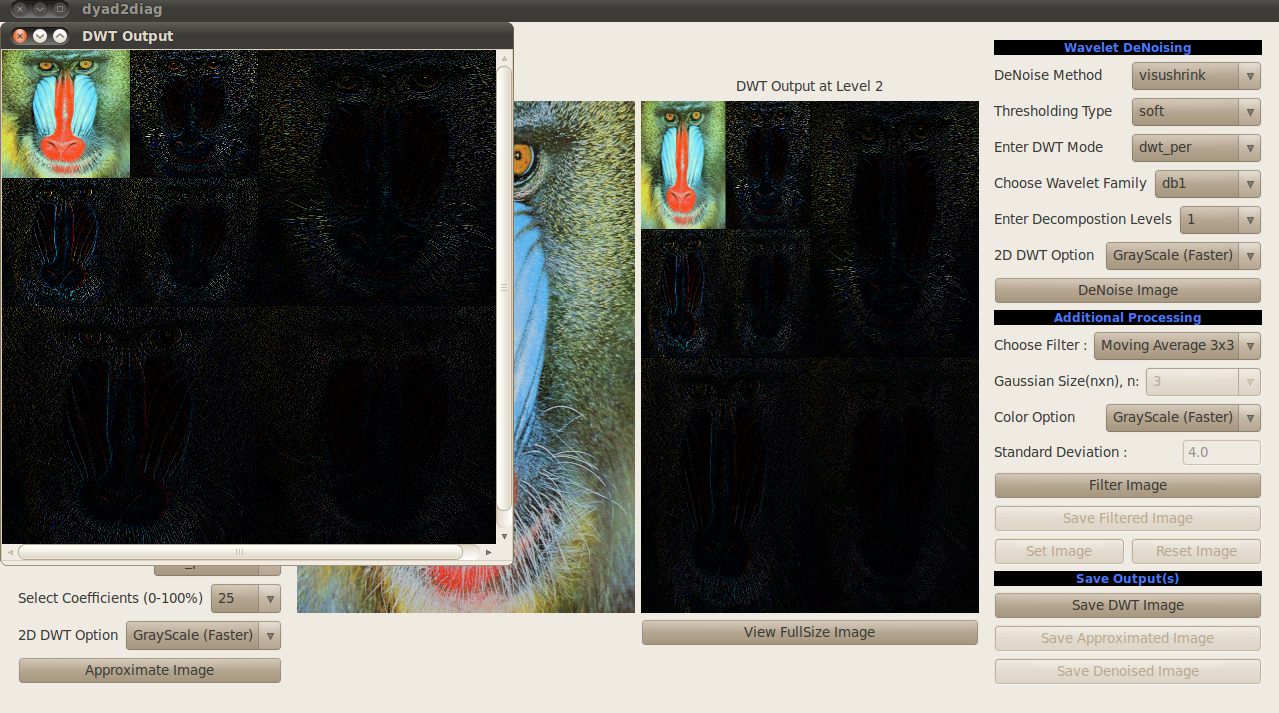 dyad2diag
DWT Output
DWT Output at Level 2
Select Coefficients (0-100%) 25
2D DWT Option GrayScale (Faster)
Approximate Image
View FullSize Image
Wavelet DeNoising
DeNoise Method visushrink
Thresholding Type soft
Enter DWT Mode dwt_per
Choose Wavelet Family db1
Enter Decompostion Levels 1
2D DWT Option GrayScale (Faster)
DeNoise Image
Additional Processing
Choose Filter : Moving Average 3x3
Gaussian Size(nxn), n: 3
Color Option GrayScale (Faster)
Standard Deviation : 4.0
Filter Image
Save Filtered Image
Set Image Reset Image
Save Output(s)
Save DWT Image
Save Approximated Image
Save Denoised Image